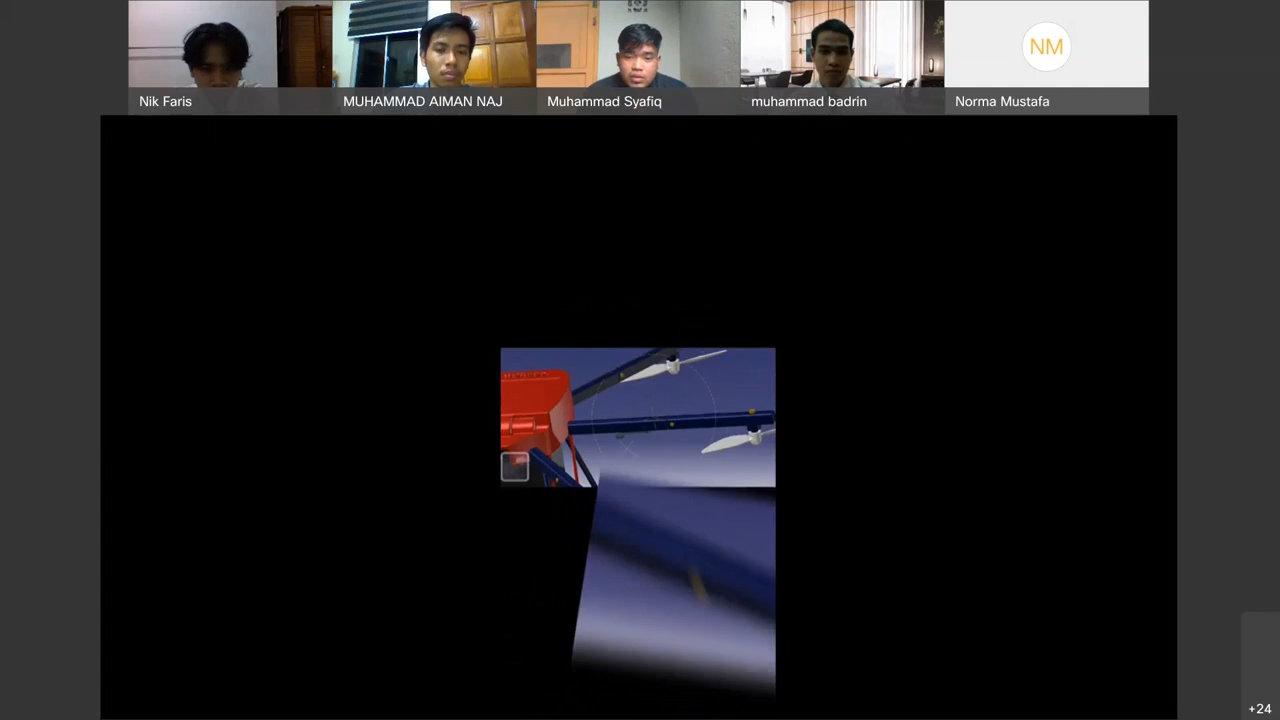 Nik Faris
MUHAMMAD AIMAN NAJ
Muhammad Syafiq
muhammad badrin
NM
Norma Mustafa
+24